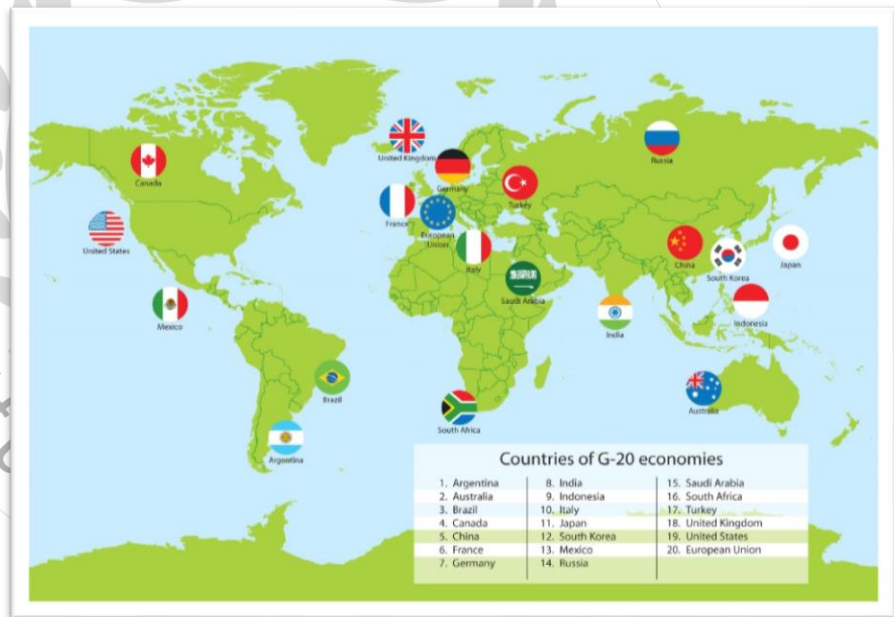 United Kingdom
Russia
Canada
Germany
Turkey
France
European
Union
United States
Italy
China
South Korea
Japan
Saudi Arabia
Mexico
India
Indonesia
Brazil
Australia
South Africa
Argentina
Countries of G-20 economies
1. Argentina
2. Australia
3. Brazil
4. Canada
5. China
6. France
7. Germany
8. India
9. Indonesia
10. Italy
11. Japan
12. South Korea
13. Mexico
14. Russia
15. Saudi Arabia
16. South Africa
17. Turkey
18. United Kingdom
19. United States
20. European Union